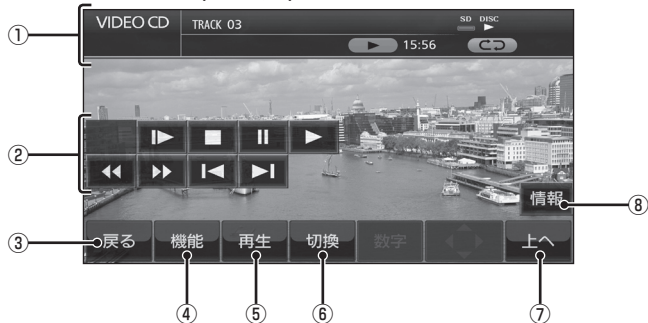 VIDEO CD TRACK 03 SD DISC
15:56
①
②
情報
⑧
③ 戻る 機能 再生 切換 数字 上へ
④ ⑤ ⑥ ⑦